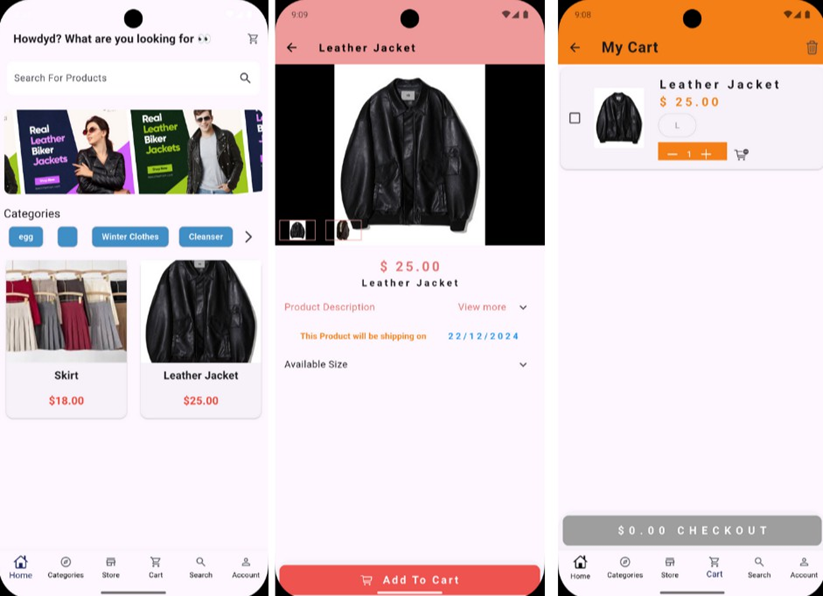 Howdyd? What are you looking for 👀
Search For Products
Real
Leather
Biker
Jackets
Real
Leather
Biker
Jackets
Categories
egg
Winter Clothes
Cleanser
Skirt
$18.00
Leather Jacket
$25.00
Home
Categories
Store
Cart
Search
Account
9:09
Leather Jacket
$ 25.00
Leather Jacket
Product Description
View more
This Product will be shipping on
22/12/2024
Available Size
Add To Cart
9:08
My Cart
Leather Jacket
$ 25.00
L
1
$0.00 CHECKOUT
Home
Categories
Store
Cart
Search
Account